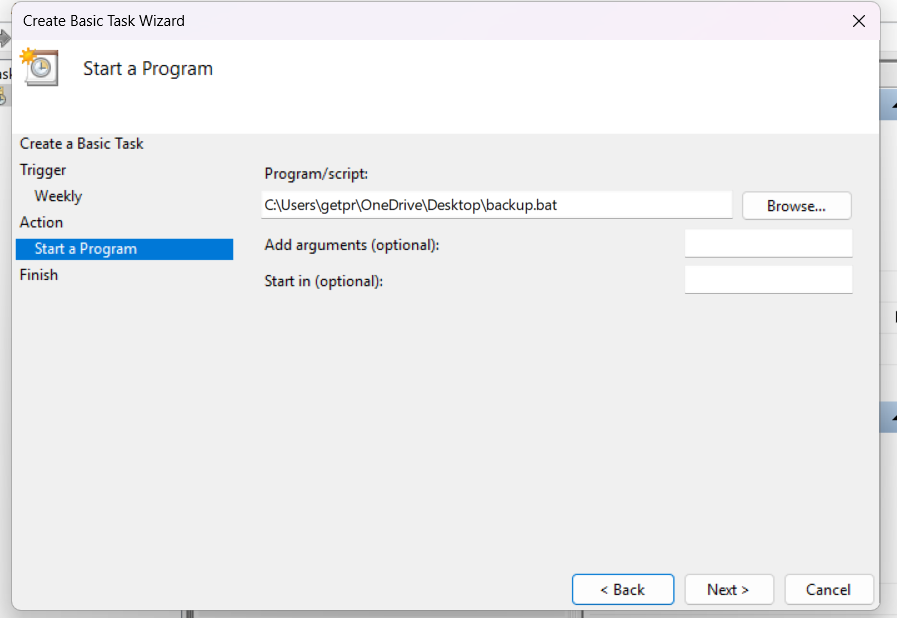 Create Basic Task Wizard
Start a Program
Create a Basic Task
Trigger
Weekly
Action
Start a Program
Finish
Program/script:
C:\Users\getpr\OneDrive\Desktop\backup.bat
Browse...
Add arguments (optional):
Start in (optional):
< Back
Next >
Cancel